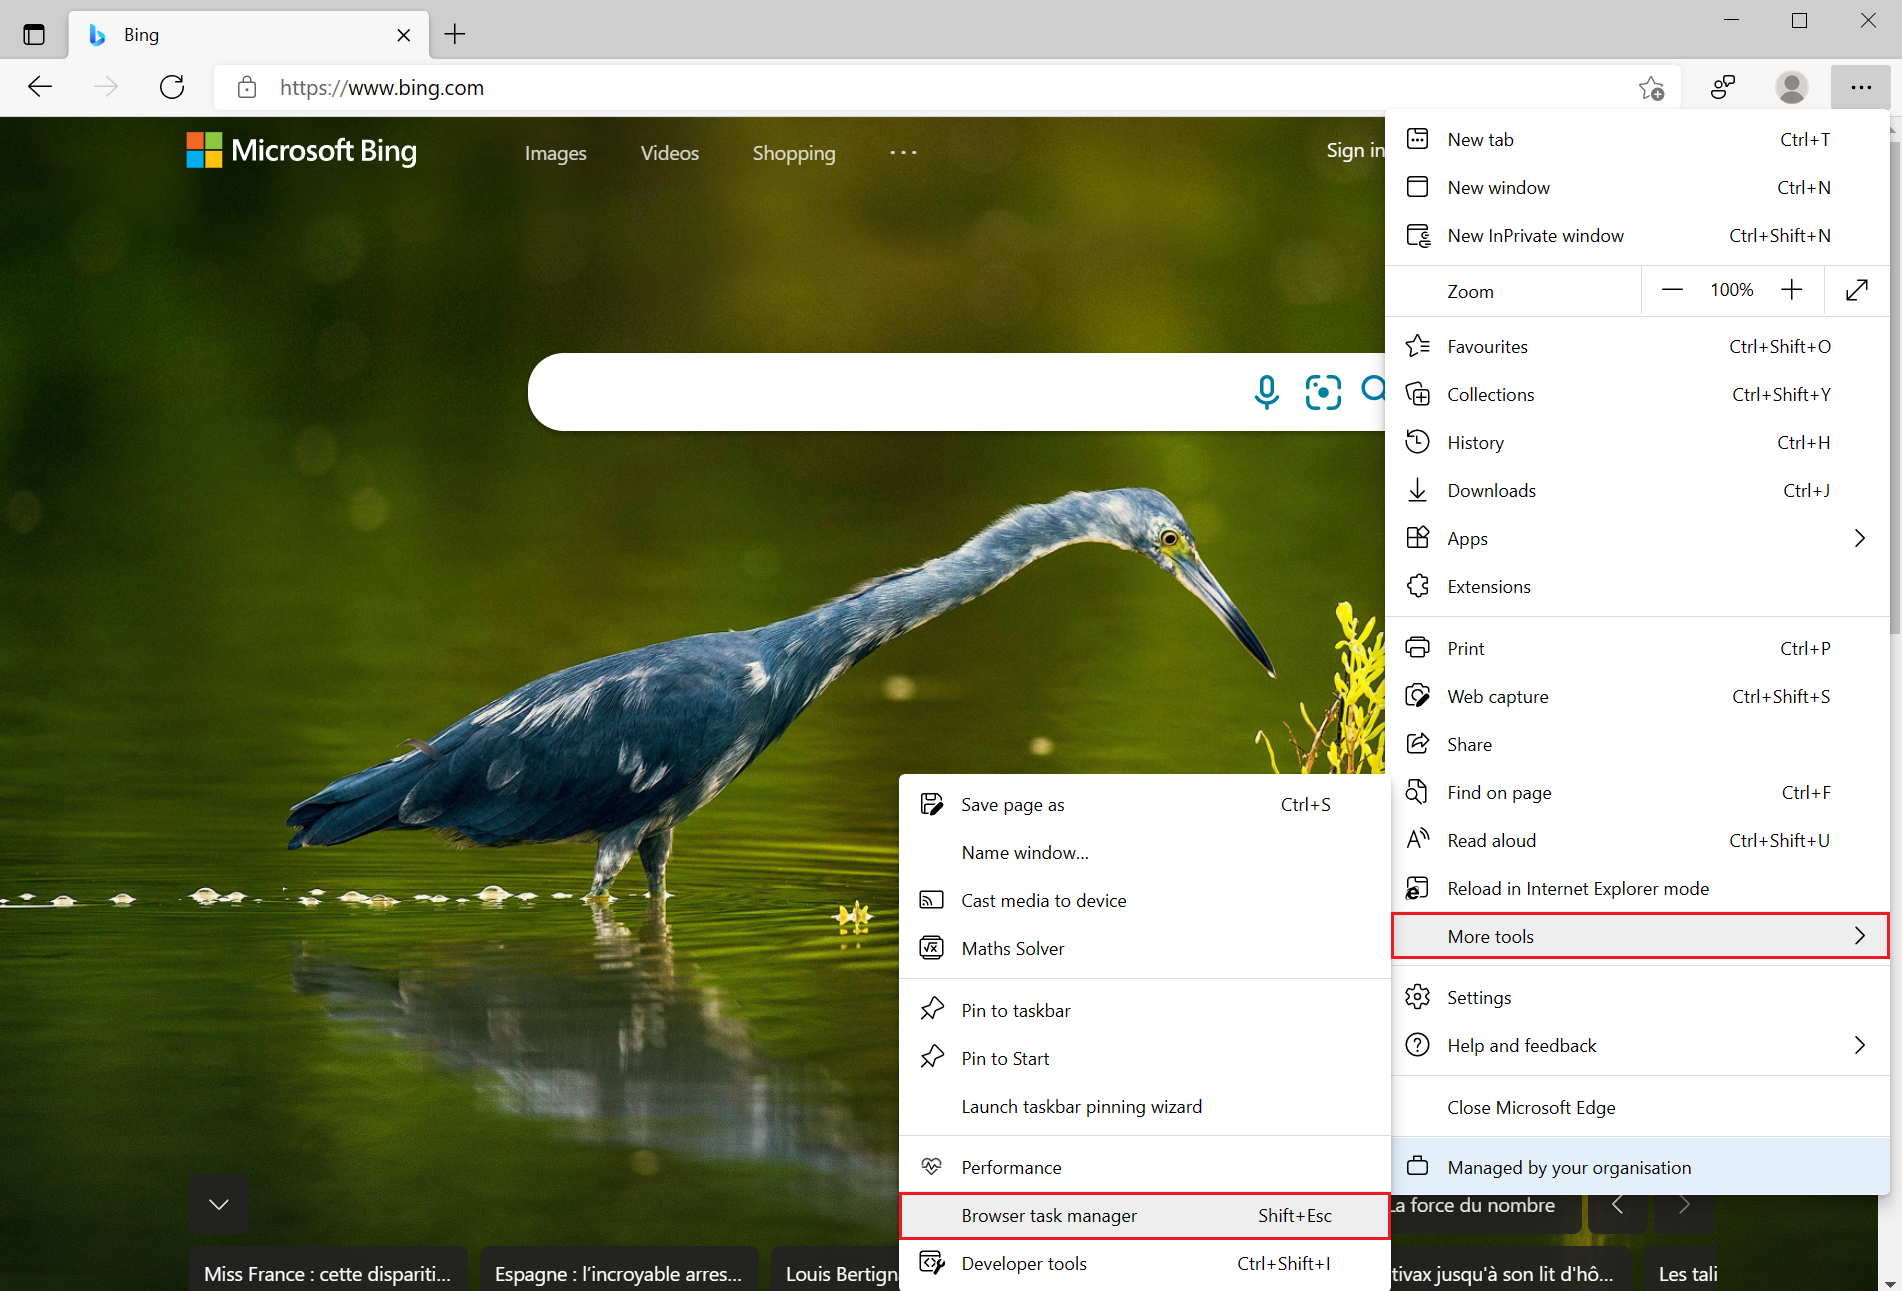 Bing
https://www.bing.com
Microsoft Bing
Images
Videos
Shopping
Sign in
New tab Ctrl+T
New window Ctrl+N
New InPrivate window Ctrl+Shift+N
Zoom 100%
Favourites Ctrl+Shift+O
Collections Ctrl+Shift+Y
History Ctrl+H
Downloads Ctrl+J
Apps
Extensions
Print Ctrl+P
Web capture Ctrl+Shift+S
Share
Find on page Ctrl+F
Read aloud Ctrl+Shift+U
Reload in Internet Explorer mode
More tools
Settings
Help and feedback
Close Microsoft Edge
Managed by your organisation
Save page as Ctrl+S
Name window...
Cast media to device
Maths Solver
Pin to taskbar
Pin to Start
Launch taskbar pinning wizard
Performance
Browser task manager Shift+Esc
Developer tools Ctrl+Shift+I
La force du nombre
Miss France : cette dispariti...
Espagne : l'incroyable arres...
Louis Bertign
tivax jusqu'à son lit d'hô...
Les tali